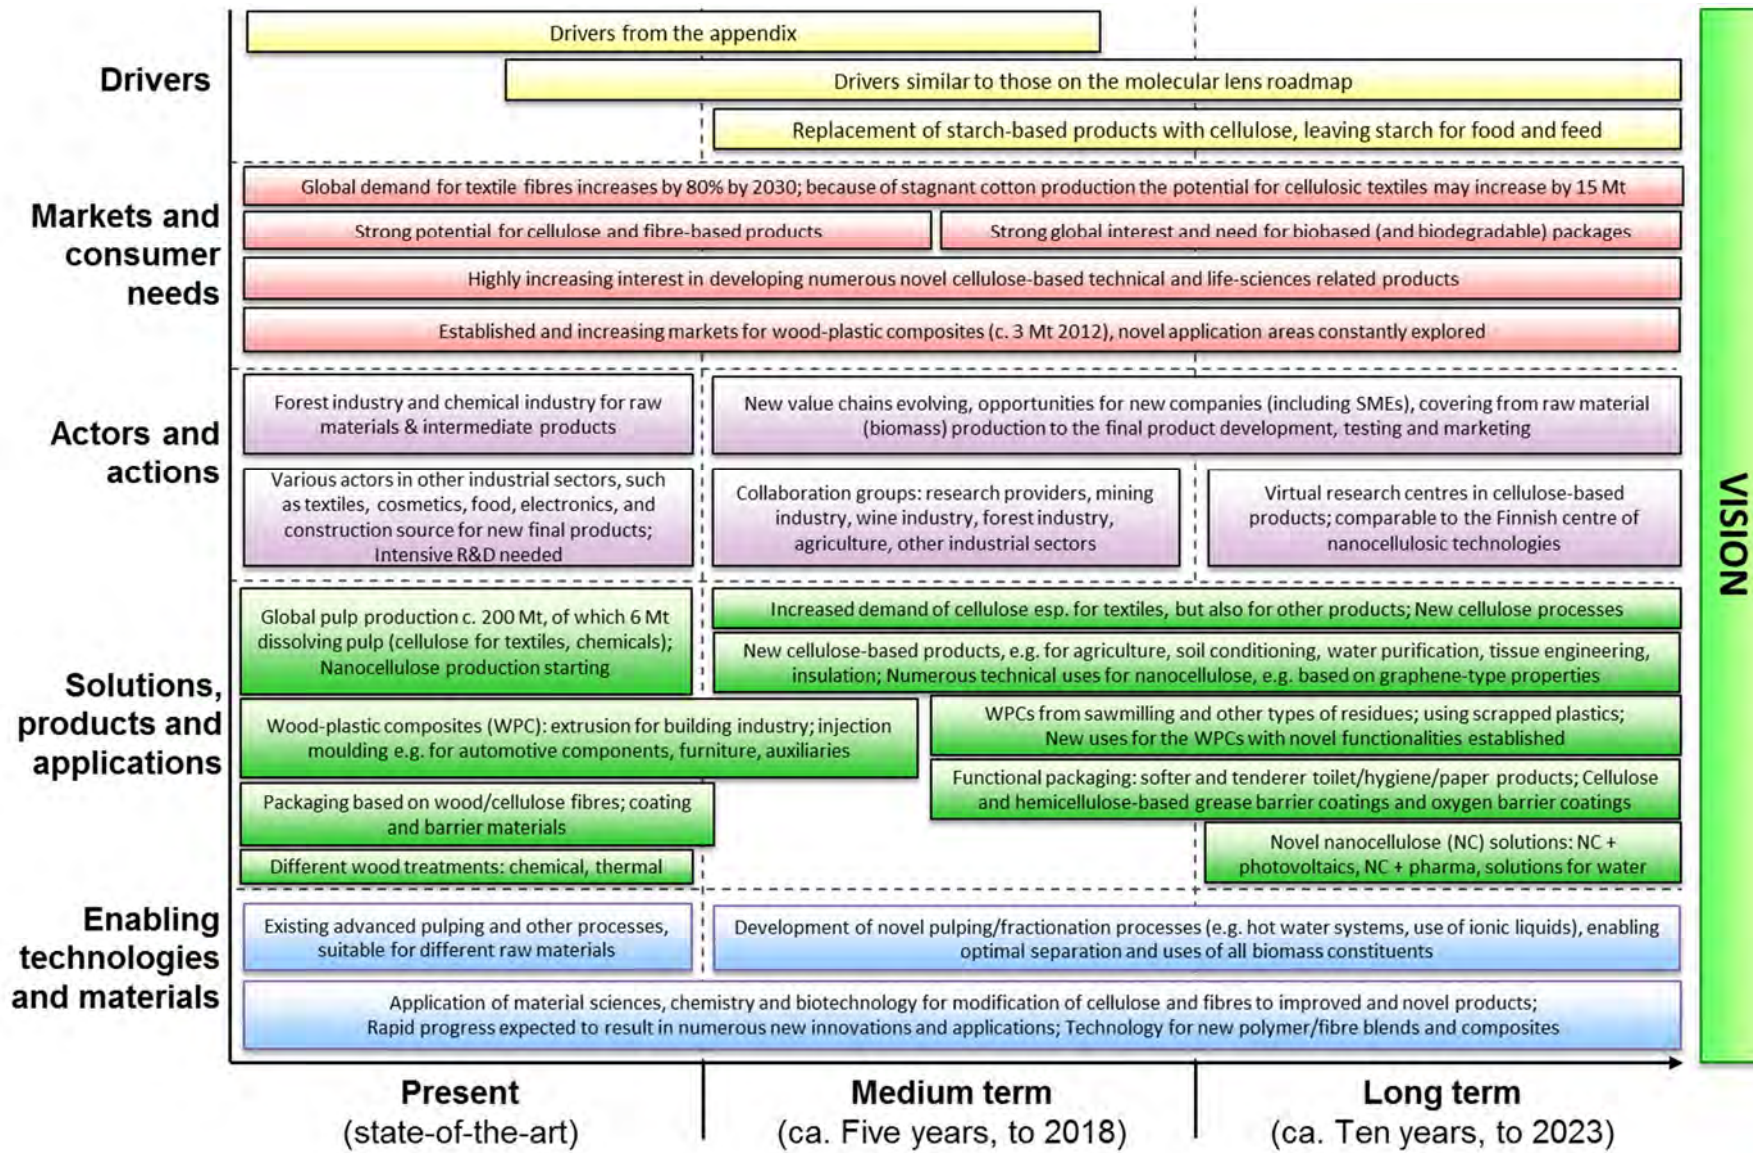 Drivers
Drivers from the appendix
Drivers similar to those on the molecular lens roadmap
Replacement of starch-based products with cellulose, leaving starch for food and feed
Markets and
consumer
needs
Global demand for textile fibres increases by 80% by 2030; because of stagnant cotton production the potential for cellulosic textiles may increase by 15 Mt
Strong potential for cellulose and fibre-based products
Strong global interest and need for biobased (and biodegradable) packages
Highly increasing interest in developing numerous novel cellulose-based technical and life-sciences related products
Established and increasing markets for wood-plastic composites (c. 3 Mt 2012), novel application areas constantly explored
Actors and
actions
Forest industry and chemical industry for raw
materials & intermediate products
New value chains evolving, opportunities for new companies (including SMEs), covering from raw material
(biomass) production to the final product development, testing and marketing
Various actors in other industrial sectors, such
as textiles, cosmetics, food, electronics, and
construction source for new final products;
Intensive R&D needed
Collaboration groups: research providers, mining
industry, wine industry, forest industry,
agriculture, other industrial sectors
Virtual research centres in cellulose-based
products; comparable to the Finnish centre of
nanocellulosic technologies
Solutions,
products and
applications
Global pulp production c. 200 Mt, of which 6 Mt
dissolving pulp (cellulose for textiles, chemicals);
Nanocellulose production starting
Increased demand of cellulose esp. for textiles, but also for other products; New cellulose processes
New cellulose-based products, e.g. for agriculture, soil conditioning, water purification, tissue engineering,
insulation; Numerous technical uses for nanocellulose, e.g. based on graphene-type properties
Wood-plastic composites (WPC): extrusion for building industry; injection
moulding e.g. for automotive components, furniture, auxiliaries
WPCs from sawmilling and other types of residues; using scrapped plastics;
New uses for the WPCs with novel functionalities established
Packaging based on wood/cellulose fibres; coating
and barrier materials
Functional packaging: softer and tenderer toilet/hygiene/paper products; Cellulose
and hemicellulose-based grease barrier coatings and oxygen barrier coatings
Different wood treatments: chemical, thermal
Novel nanocellulose (NC) solutions: NC +
photovoltaics, NC + pharma, solutions for water
Enabling
technologies
and materials
Existing advanced pulping and other processes,
suitable for different raw materials
Development of novel pulping/fractionation processes (e.g. hot water systems, use of ionic liquids), enabling
optimal separation and uses of all biomass constituents
Application of material sciences, chemistry and biotechnology for modification of cellulose and fibres to improved and novel products;
Rapid progress expected to result in numerous new innovations and applications; Technology for new polymer/fibre blends and composites
Present
(state-of-the-art)
Medium term
(ca. Five years, to 2018)
Long term
(ca. Ten years, to 2023)
VISION